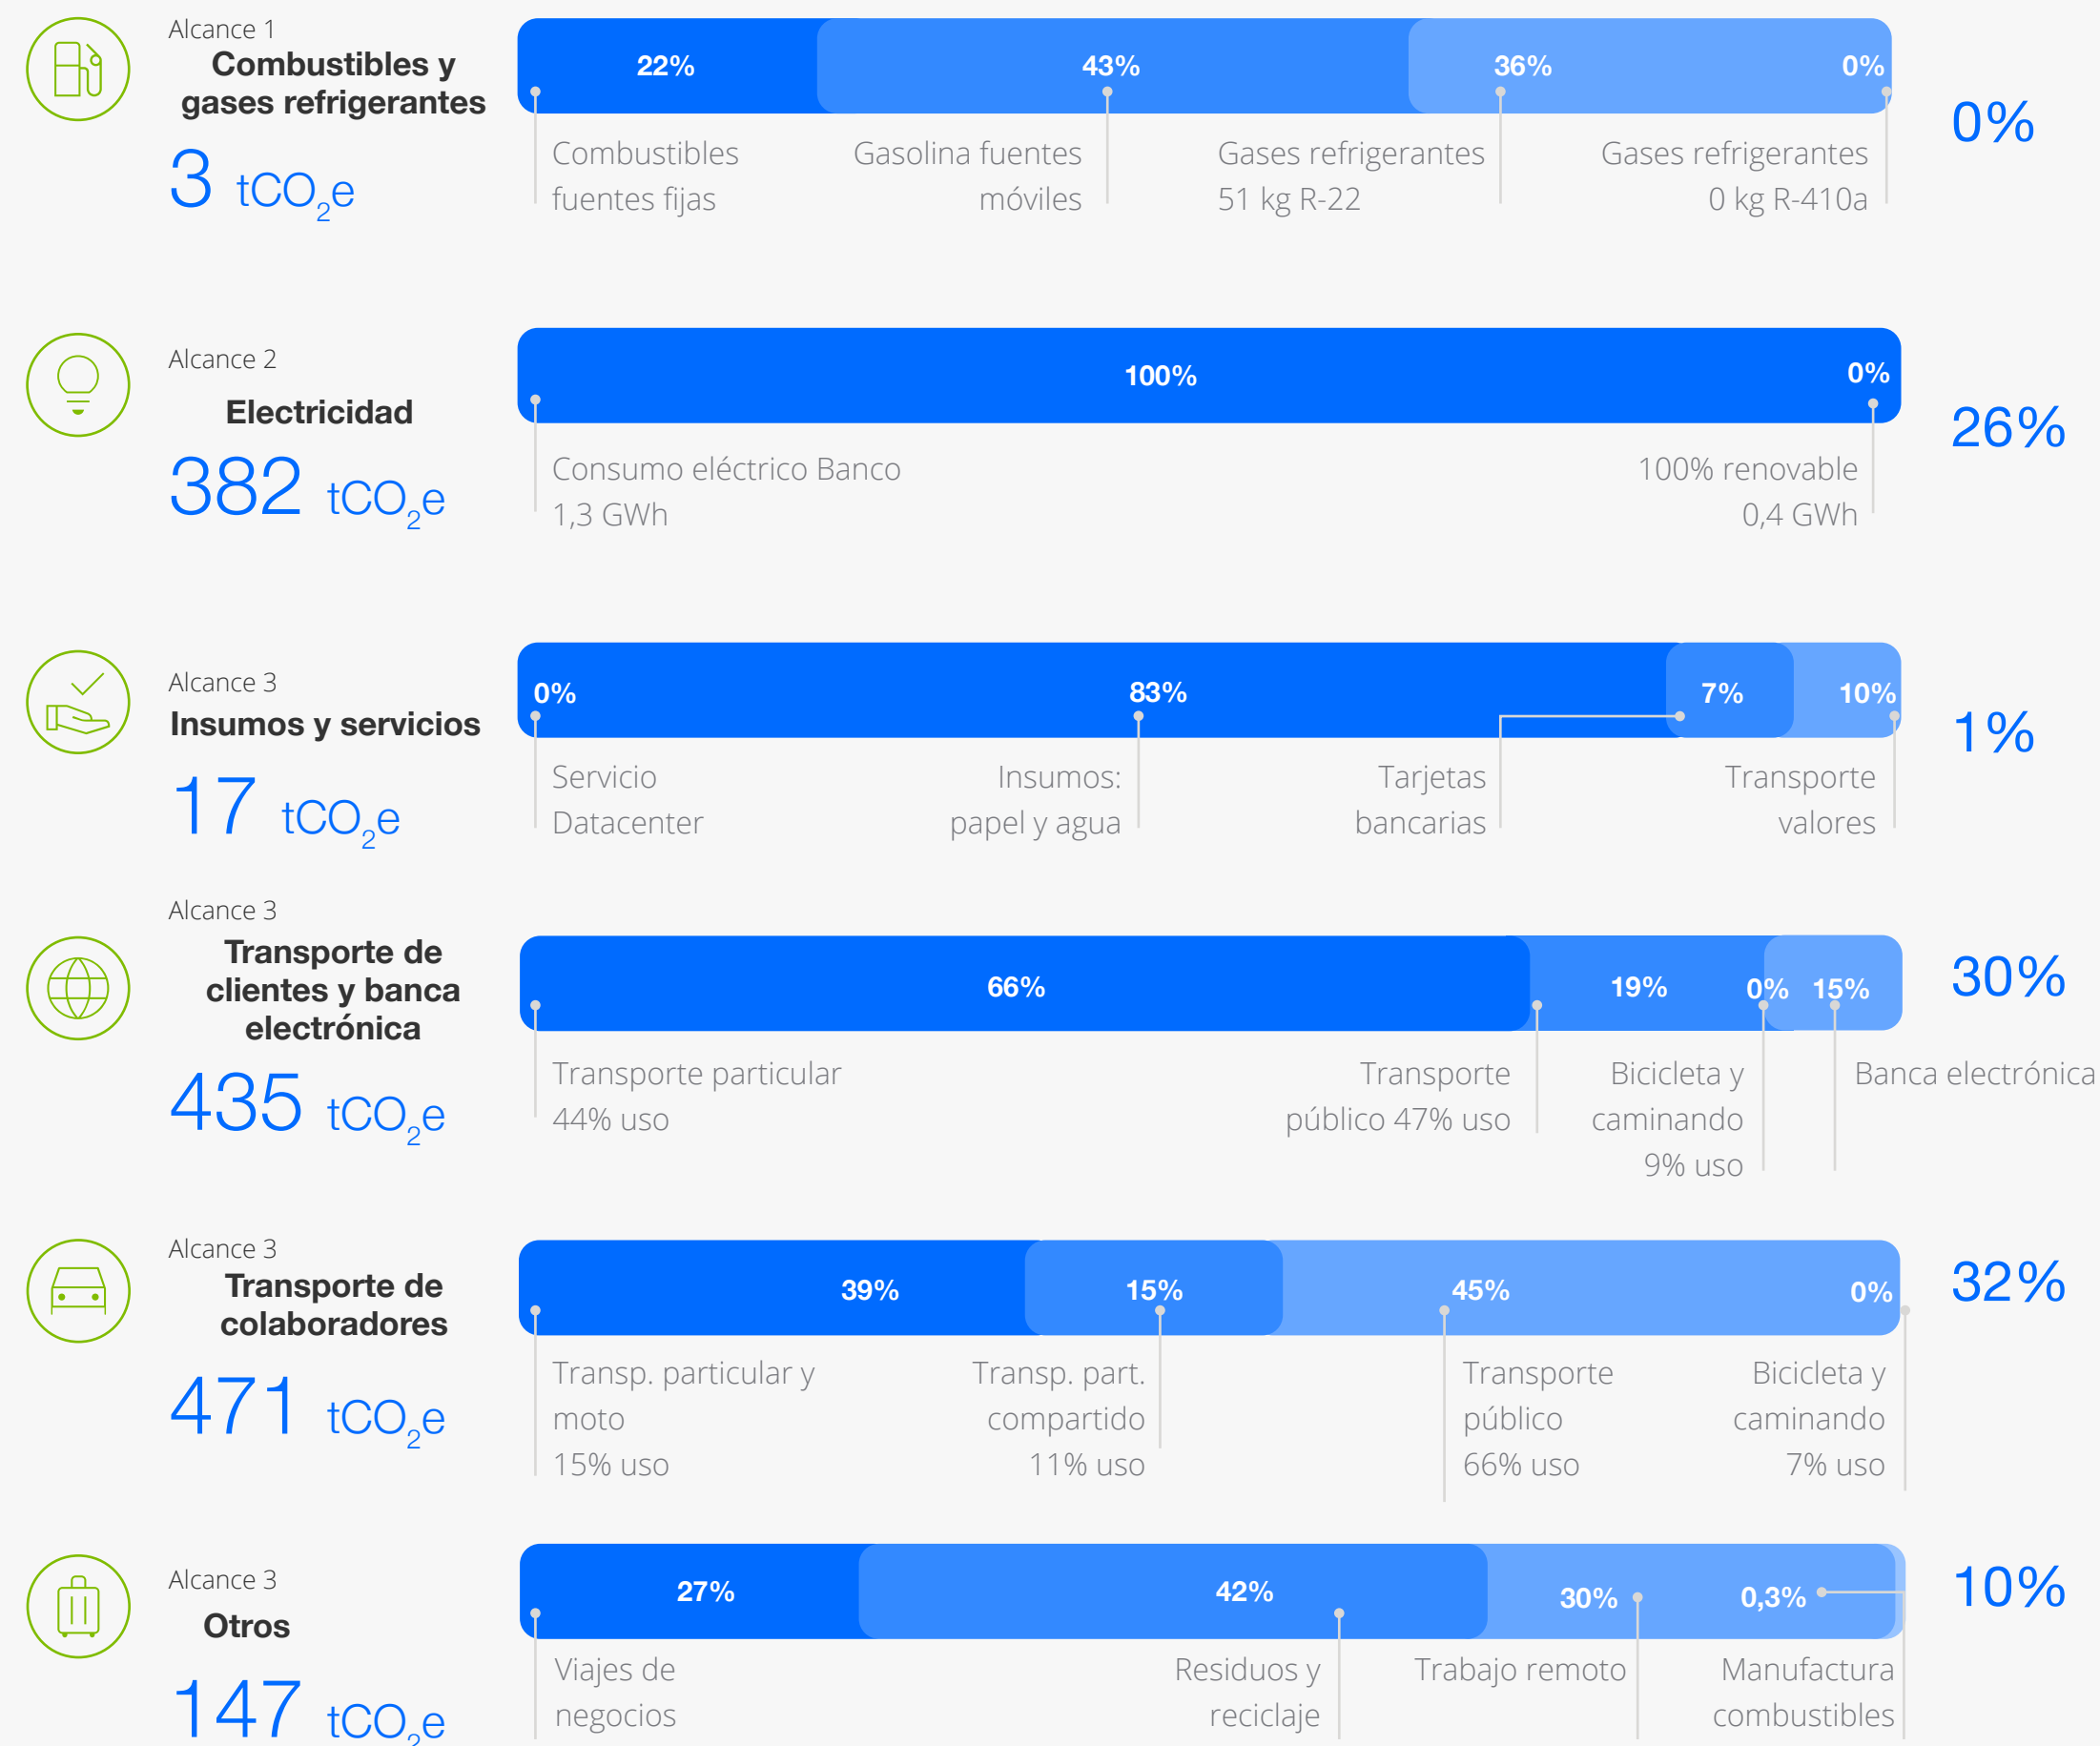 Alcance 1
Combustibles y
gases refrigerantes
3 tCO2e
22%
43%
36%
0%
Combustibles
fuentes fijas
Gasolina fuentes
móviles
Gases refrigerantes
51 kg R-22
Gases refrigerantes
0 kg R-410a
0%
Alcance 2
Electricidad
382 tCO2e
100%
0%
Consumo eléctrico Banco
1,3 GWh
100% renovable
0,4 GWh
26%
Alcance 3
Insumos y servicios
17 tCO2e
0%
83%
7%
10%
Servicio
Datacenter
Insumos:
papel y agua
Tarjetas
bancarias
Transporte
valores
1%
Alcance 3
Transporte de
clientes y banca
electrónica
435 tCO2e
66%
19%
0%
15%
Transporte particular
44% uso
Transporte
público 47% uso
Bicicleta y
caminando
9% uso
Banca electrónica
30%
Alcance 3
Transporte de
colaboradores
471 tCO2e
39%
15%
45%
0%
Transp. particular y
moto
15% uso
Transp. part.
compartido
11% uso
Transporte
público
66% uso
Bicicleta y
caminando
7% uso
32%
Alcance 3
Otros
147 tCO2e
27%
42%
30%
0,3%
Viajes de
negocios
Residuos y
reciclaje
Trabajo remoto
Manufactura
combustibles
10%